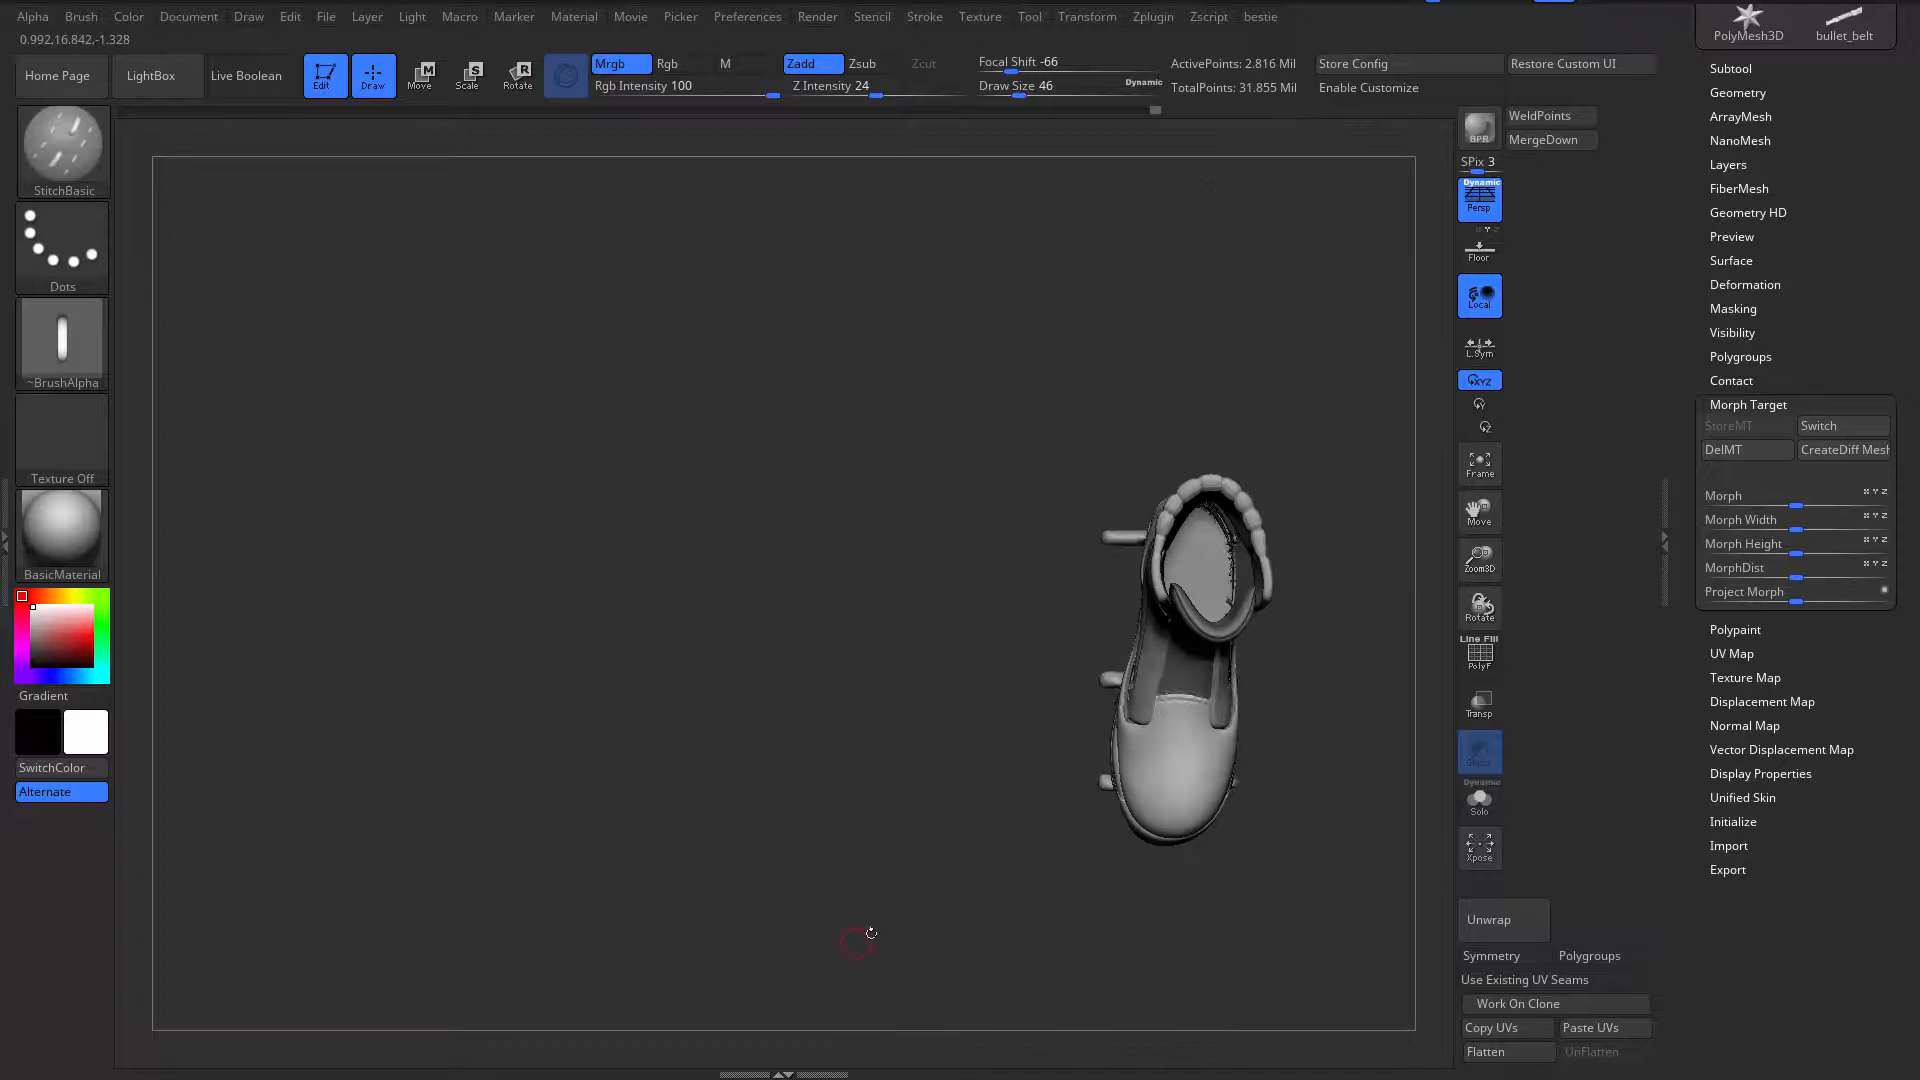 Alpha Brush Color Document Draw Edit File Layer Light Macro Marker Material Movie Picker Preferences Render Stencil Stroke Texture Tool Transform Zplugin Zscript bestie
0.992,16.842,-1.328
Home Page LightBox Live Boolean Edit Draw Move Scale Rotate
Mrgb Rgb M Zadd Zsub Zcut Focal Shift -66 ActivePoints: 2.816 Mil Store Config Restore Custom UI
Rgb Intensity 100 Z Intensity 24 Draw Size 46 Dynamic TotalPoints: 31.855 Mil Enable Customize
StitchBasic
Dots
~BrushAlpha
Texture Off
BasicMaterial
Gradient
SwitchColor
Alternate
BPR
WeldPoints
MergeDown
SPix 3
Dynamic
Persp
Floor
Local
L.Sym
XYZ
Y
Z
Frame
Move
Zoom3D
Rotate
Line Fill
PolyF
Transp
Dynamic
Solo
Xpose
Unwrap
Symmetry Polygroups
Use Existing UV Seams
Work On Clone
Copy UVs Paste UVs
Flatten UnFlatten
PolyMesh3D bullet_belt
Subtool
Geometry
ArrayMesh
NanoMesh
Layers
FiberMesh
Geometry HD
Preview
Surface
Deformation
Masking
Visibility
Polygroups
Contact
Morph Target
StoreMT Switch
DelMT CreateDiff Mesh
Morph X Y Z
Morph Width X Y Z
Morph Height X Y Z
MorphDist X Y Z
Project Morph
Polypaint
UV Map
Texture Map
Displacement Map
Normal Map
Vector Displacement Map
Display Properties
Unified Skin
Initialize
Import
Export